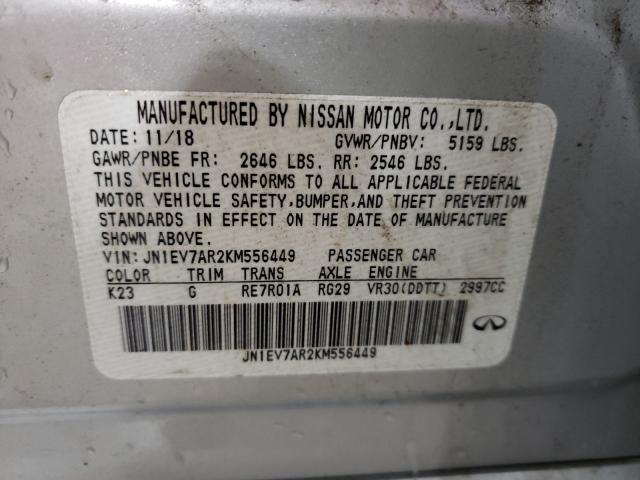 MANUFACTURED BY NISSAN MOTOR CO.,LTD.
DATE: 11/18 GVWR/PNBV: 5159 LBS.
GAWR/PNBE FR: 2646 LBS. RR: 2546 LBS.
THIS VEHICLE CONFORMS TO ALL APPLICABLE FEDERAL
MOTOR VEHICLE SAFETY, BUMPER, AND THEFT PREVENTION
STANDARDS IN EFFECT ON THE DATE OF MANUFACTURE
SHOWN ABOVE.
VIN: JN1EV7AR2KM556449 PASSENGER CAR
COLOR TRIM TRANS AXLE ENGINE
K23 G RE7R01A RG29 VR30(DDTT) 2997CC
JN1EV7AR2KM556449